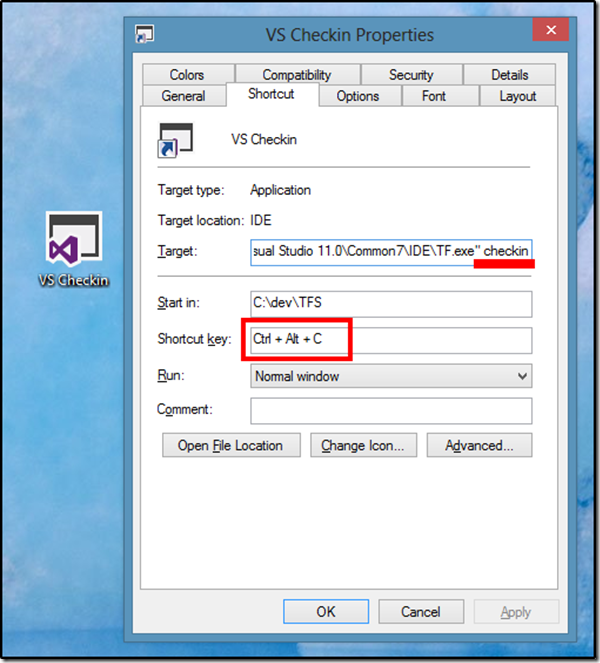 VS Checkin Properties
Colors Compatibility Security Details
General Shortcut Options Font Layout
VS Checkin
Target type: Application
Target location: IDE
Target: sual Studio 11.0\Common7\IDE\TF.exe" checkin
VS Checkin
Start in: C:\dev\TFS
Shortcut key: Ctrl + Alt + C
Run: Normal window
Comment:
Open File Location Change Icon... Advanced...
OK Cancel Apply